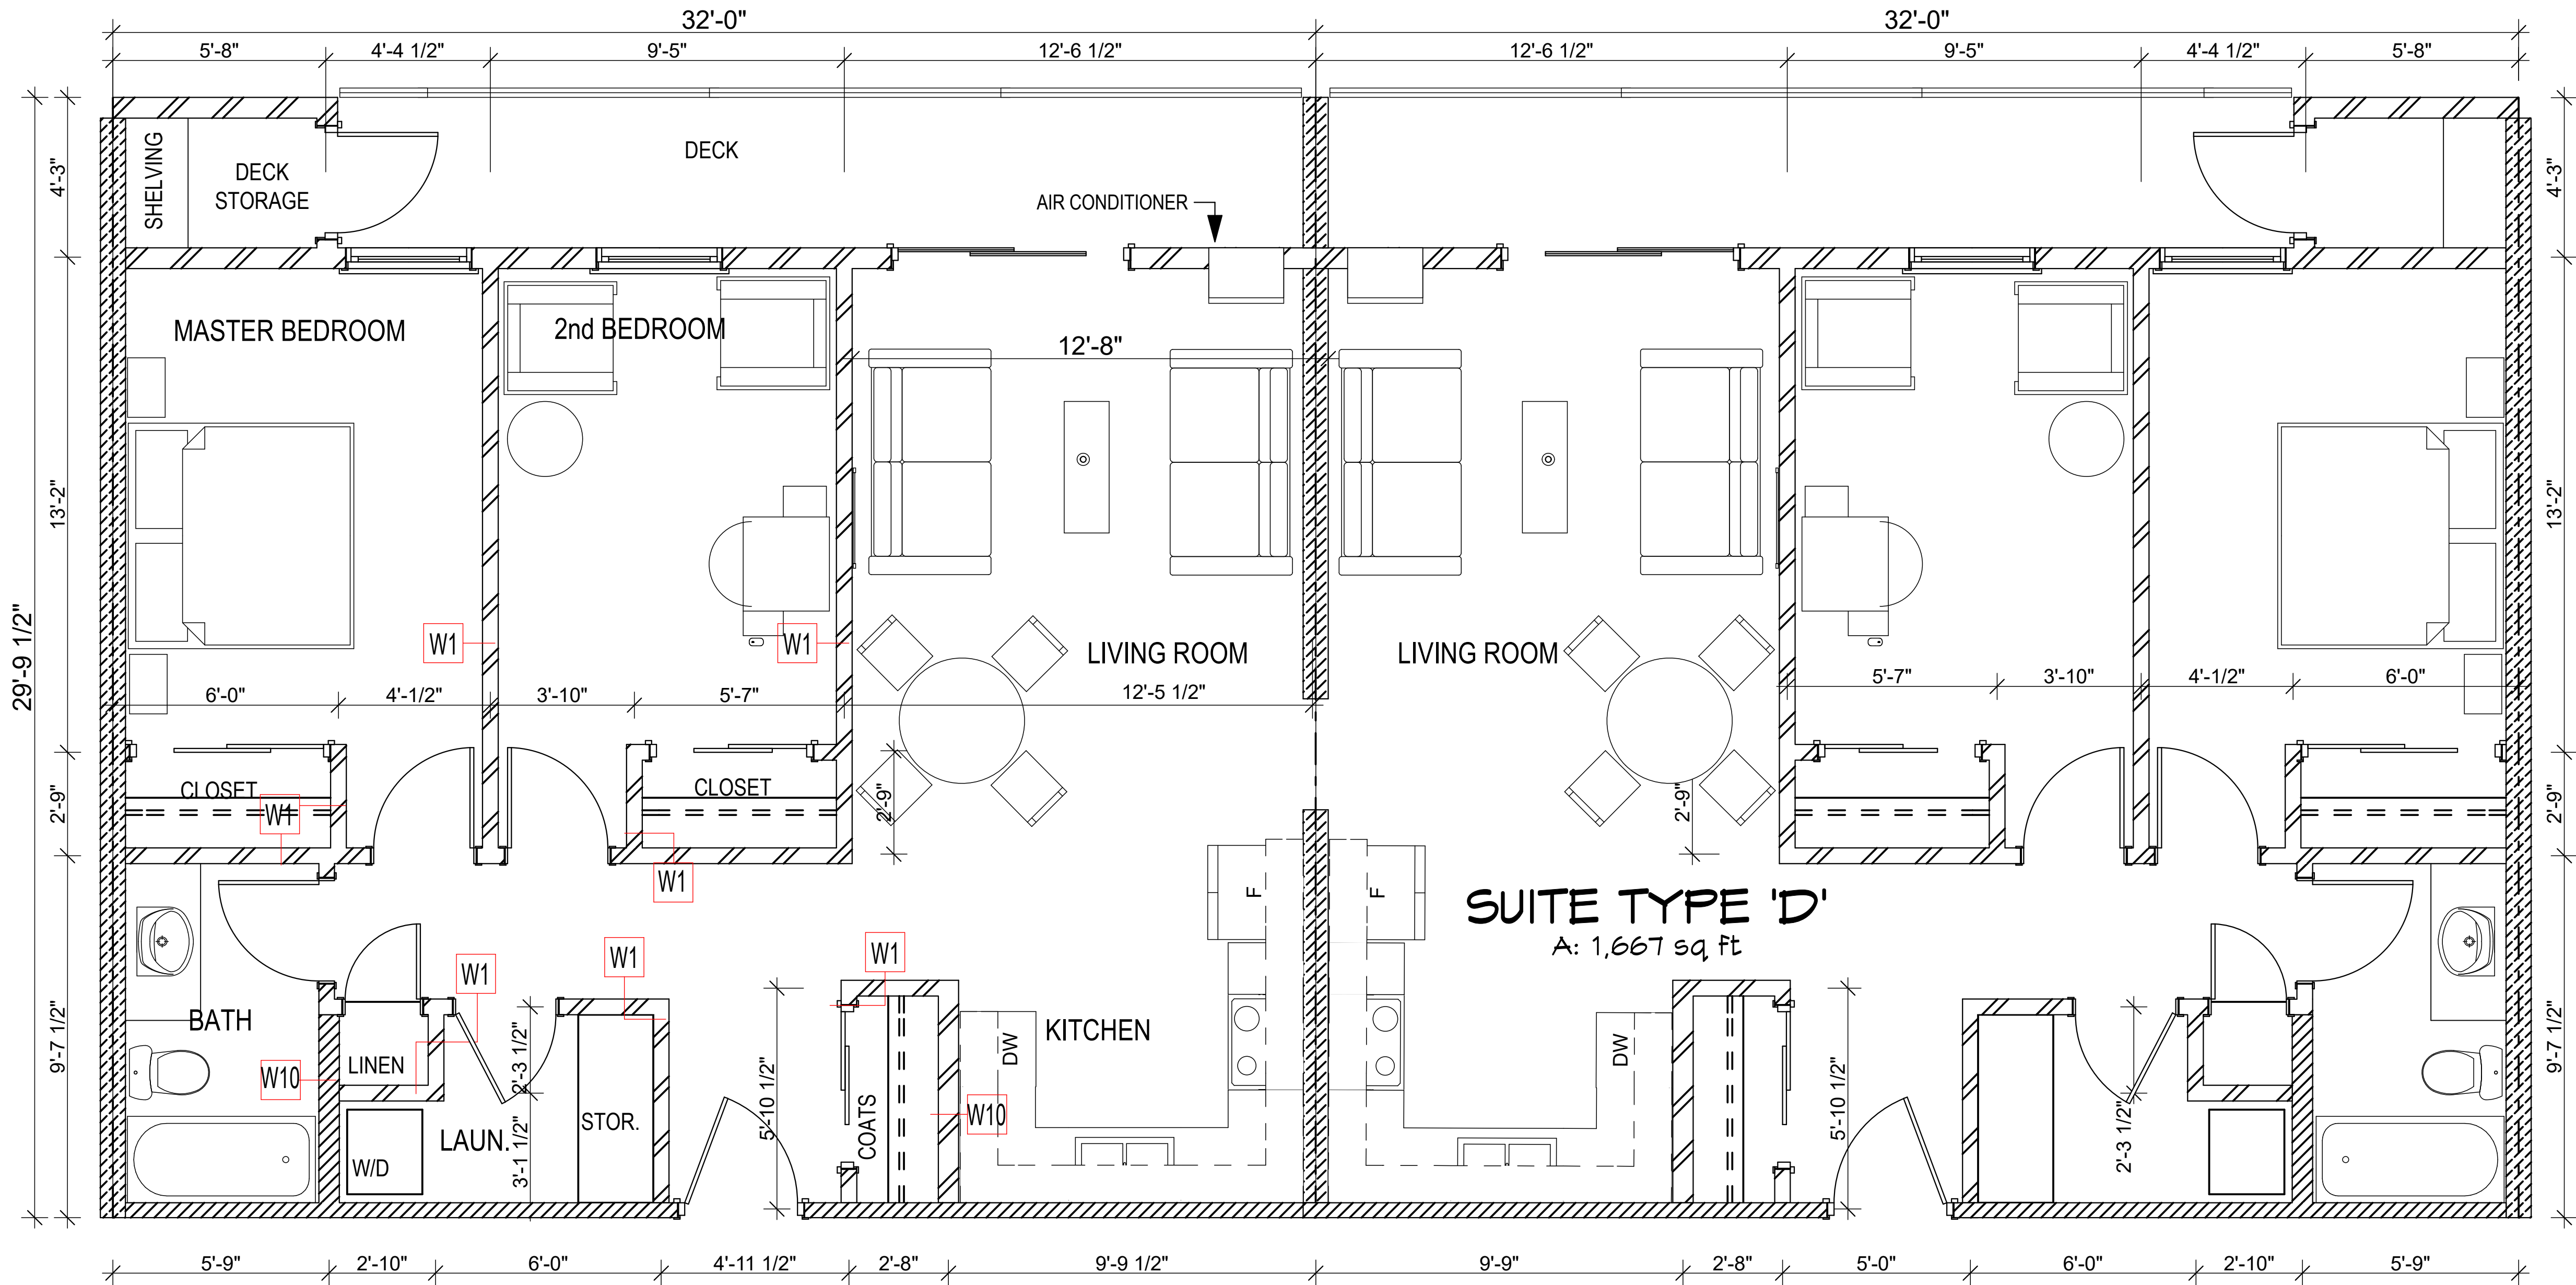 32'-0"
32'-0"
5'-8"
4'-4 1/2"
9'-5"
12'-6 1/2"
12'-6 1/2"
9'-5"
4'-4 1/2"
5'-8"
SHELVING
DECK
STORAGE
DECK
AIR CONDITIONER
4'-3"
4'-3"
MASTER BEDROOM
2nd BEDROOM
12'-8"
13'-2"
13'-2"
29'-9 1/2"
W1
W1
LIVING ROOM
LIVING ROOM
6'-0"
4'-1/2"
3'-10"
5'-7"
12'-5 1/2"
5'-7"
3'-10"
4'-1/2"
6'-0"
CLOSET
CLOSET
2'-9"
2'-9"
2'-9"
2'-9"
W1
W1
F
F
SUITE TYPE 'D'
A: 1,667 sq ft
W1
W1
W1
BATH
KITCHEN
DW
DW
9'-7 1/2"
9'-7 1/2"
LINEN
W10
2'-3 1/2"
5'-10 1/2"
5'-10 1/2"
W10
COATS
STOR.
LAUN.
W/D
3'-1 1/2"
2'-3 1/2"
5'-9"
2'-10"
6'-0"
4'-11 1/2"
2'-8"
9'-9 1/2"
9'-9"
2'-8"
5'-0"
6'-0"
2'-10"
5'-9"